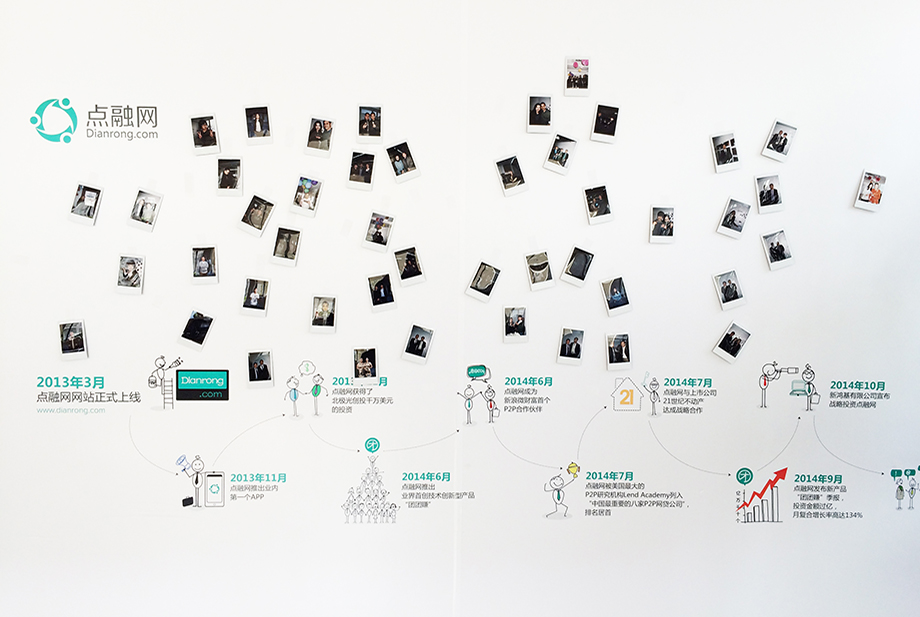 点融网
Dianrong.com
2013年3月
点融网网站正式上线
www.dianrong.com
Dianrong
.com
2013年11月
点融网推出业内
第一个APP
201
月
点融网获得了
北极光创投千万美元
的投资
2014年6月
点融网推出
业界首创技术创新型产品
“团团赚”
2014年6月
点融网成为
新浪微财富首个
P2P合作伙伴
2014年7月
点融网被美国最大的
P2P研究机构Lend Academy列入
“中国最重要的八家P2P网贷公司”，
排名居首
21
2014年7月
点融网与上市公司
21世纪不动产
达成战略合作
2014年9月
点融网发布新产品
“团团赚”季报，
投资金额过亿，
月复合增长率高达134%
2014年10月
新鸿基有限公司宣布
战略投资点融网